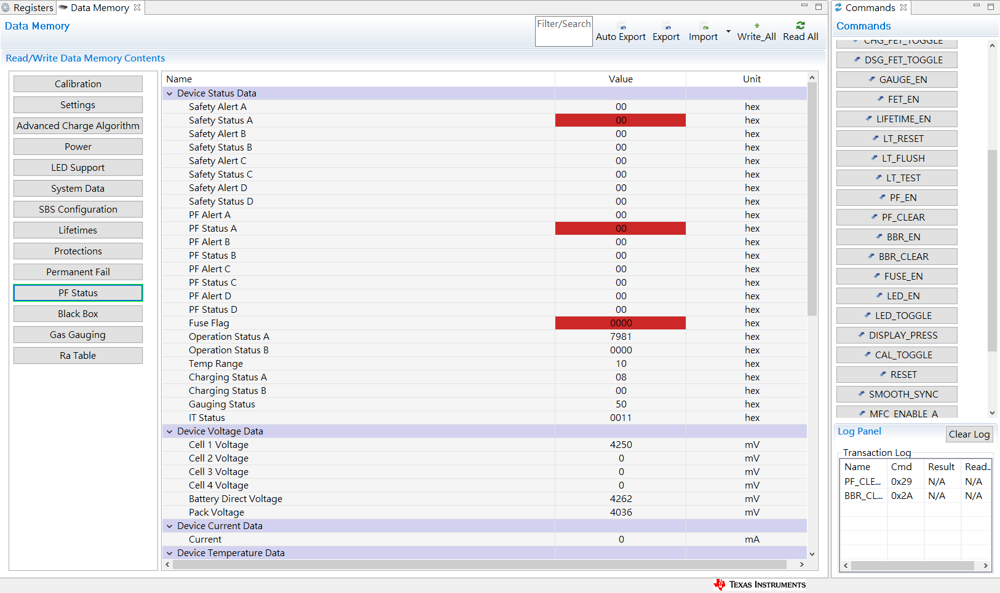 Registers
Data Memory
Data Memory
Filter/Search
Auto Export
Export
Import
Write_All
Read All
Read/Write Data Memory Contents
Calibration
Settings
Advanced Charge Algorithm
Power
LED Support
System Data
SBS Configuration
Lifetimes
Protections
Permanent Fail
PF Status
Black Box
Gas Gauging
Ra Table
Name Value Unit
Device Status Data
Safety Alert A 00 hex
Safety Status A 00 hex
Safety Alert B 00 hex
Safety Status B 00 hex
Safety Alert C 00 hex
Safety Status C 00 hex
Safety Alert D 00 hex
Safety Status D 00 hex
PF Alert A 00 hex
PF Status A 00 hex
PF Alert B 00 hex
PF Status B 00 hex
PF Alert C 00 hex
PF Status C 00 hex
PF Alert D 00 hex
PF Status D 00 hex
Fuse Flag 0000 hex
Operation Status A 7981 hex
Operation Status B 0000 hex
Temp Range 10 hex
Charging Status A 08 hex
Charging Status B 00 hex
Gauging Status 50 hex
IT Status 0011 hex
Device Voltage Data
Cell 1 Voltage 4250 mV
Cell 2 Voltage 0 mV
Cell 3 Voltage 0 mV
Cell 4 Voltage 0 mV
Battery Direct Voltage 4262 mV
Pack Voltage 4036 mV
Device Current Data
Current 0 mA
Device Temperature Data
Commands
Commands
CHG_FET_TOGGLE
DSG_FET_TOGGLE
GAUGE_EN
FET_EN
LIFETIME_EN
LT_RESET
LT_FLUSH
LT_TEST
PF_EN
PF_CLEAR
BBR_EN
BBR_CLEAR
FUSE_EN
LED_EN
LED_TOGGLE
DISPLAY_PRESS
CAL_TOGGLE
RESET
SMOOTH_SYNC
MFC_ENABLE_A
Log Panel
Clear Log
Transaction Log
Name Cmd Result Read..
PF_CLE... 0x29 N/A N/A
BBR_CL... 0x2A N/A N/A
TEXAS INSTRUMENTS